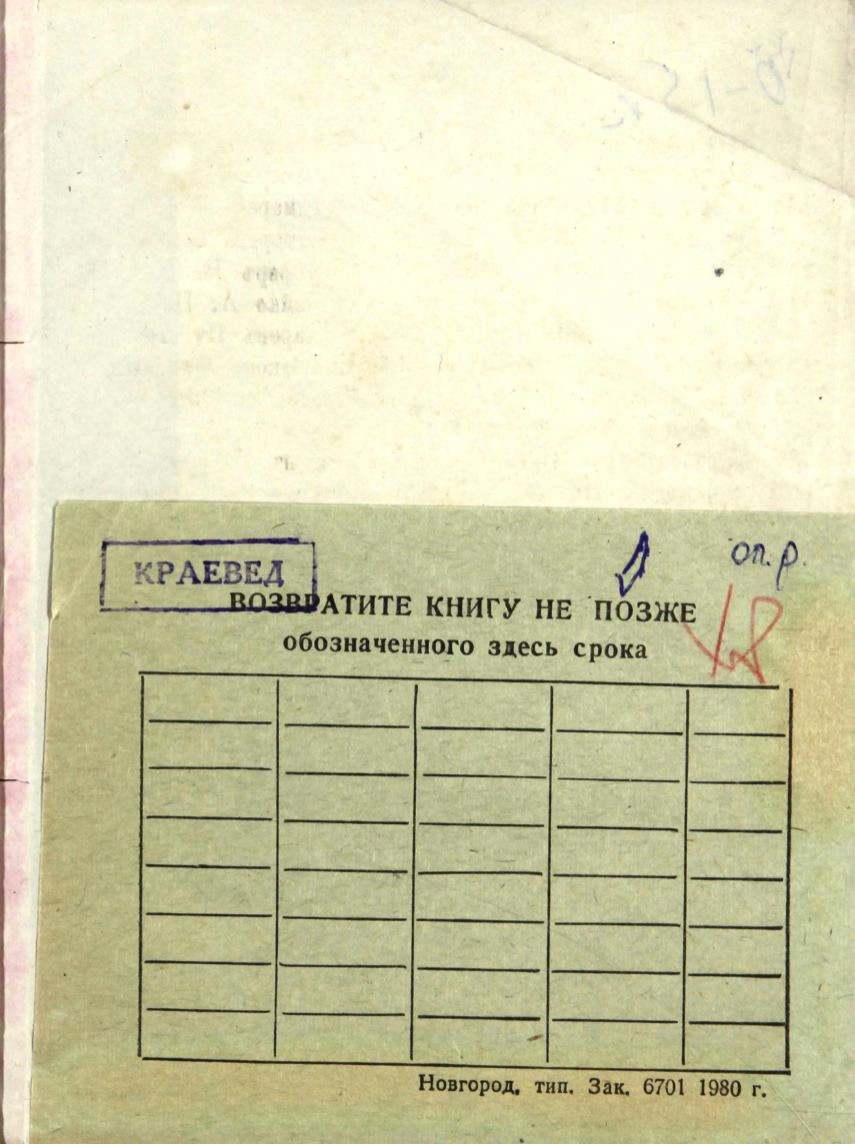 КРАЕВЕД
оп. р.
ВОЗВРАТИТЕ КНИГУ НЕ ПОЗЖЕ
обозначенного здесь срока
Новгород, тип. Зак. 6701 1980 г.